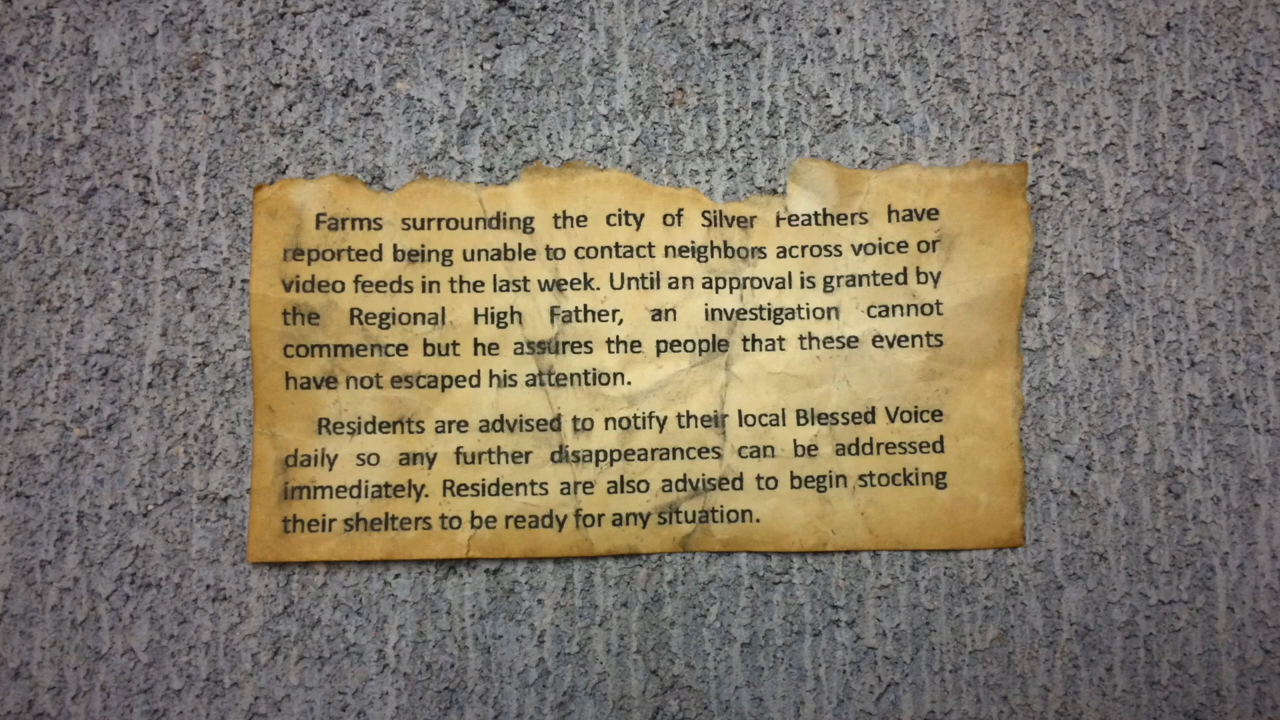 Farms surrounding the city of Silver Feathers have
reported being unable to contact neighbors across voice or
video feeds in the last week. Until an approval is granted by
the Regional High Father, an investigation cannot
commence but he assures the people that these events
have not escaped his attention.
Residents are advised to notify their local Blessed Voice
daily so any further disappearances can be addressed
immediately. Residents are also advised to begin stocking
their shelters to be ready for any situation.